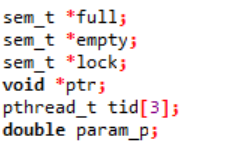 sem_t *full;
sem_t *empty;
sem_t *lock;
void *ptr;
pthread_t tid[3];
double param_p;